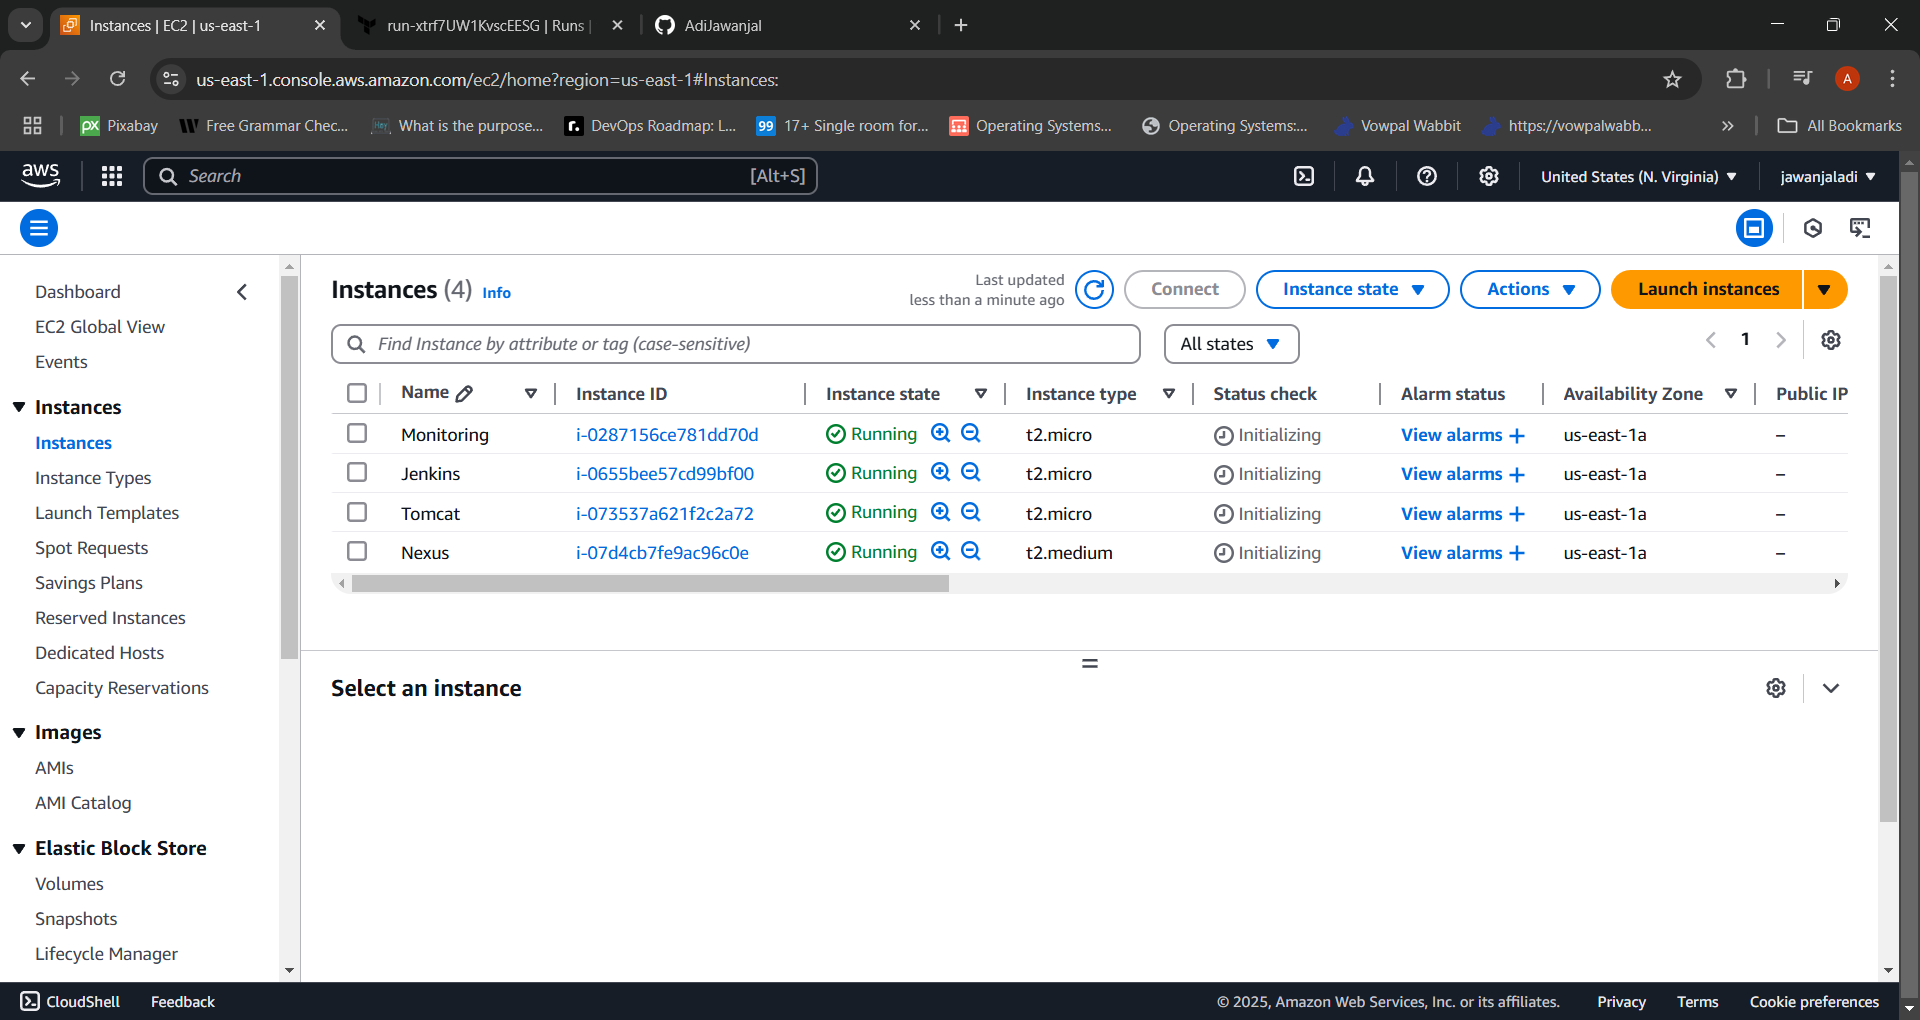 Instances | EC2 | us-east-1
run-xtrf7UW1KvscEESG | Runs |
AdiJawanjal
us-east-1.console.aws.amazon.com/ec2/home?region=us-east-1#Instances:
A
px Pixabay
Free Grammar Chec...
Hey What is the purpose...
r. DevOps Roadmap: L...
99 17+ Single room for...
Operating Systems...
Operating Systems:...
Vowpal Wabbit
https://vowpalwabb...
All Bookmarks
aws
Search
[Alt+S]
United States (N. Virginia)
jawanjaladi
Dashboard
EC2 Global View
Events
Instances
Instances
Instance Types
Launch Templates
Spot Requests
Savings Plans
Reserved Instances
Dedicated Hosts
Capacity Reservations
Images
AMIs
AMI Catalog
Elastic Block Store
Volumes
Snapshots
Lifecycle Manager
Instances (4) Info
Last updated
less than a minute ago
Connect
Instance state
Actions
Launch instances
Find Instance by attribute or tag (case-sensitive)
All states
1
Name Instance ID Instance state Instance type Status check Alarm status Availability Zone Public IP
Monitoring i-0287156ce781dd70d Running t2.micro Initializing View alarms + us-east-1a –
Jenkins i-0655bee57cd99bf00 Running t2.micro Initializing View alarms + us-east-1a –
Tomcat i-073537a621f2c2a72 Running t2.micro Initializing View alarms + us-east-1a –
Nexus i-07d4cb7fe9ac96c0e Running t2.medium Initializing View alarms + us-east-1a –
Select an instance
CloudShell
Feedback
© 2025, Amazon Web Services, Inc. or its affiliates.
Privacy
Terms
Cookie preferences